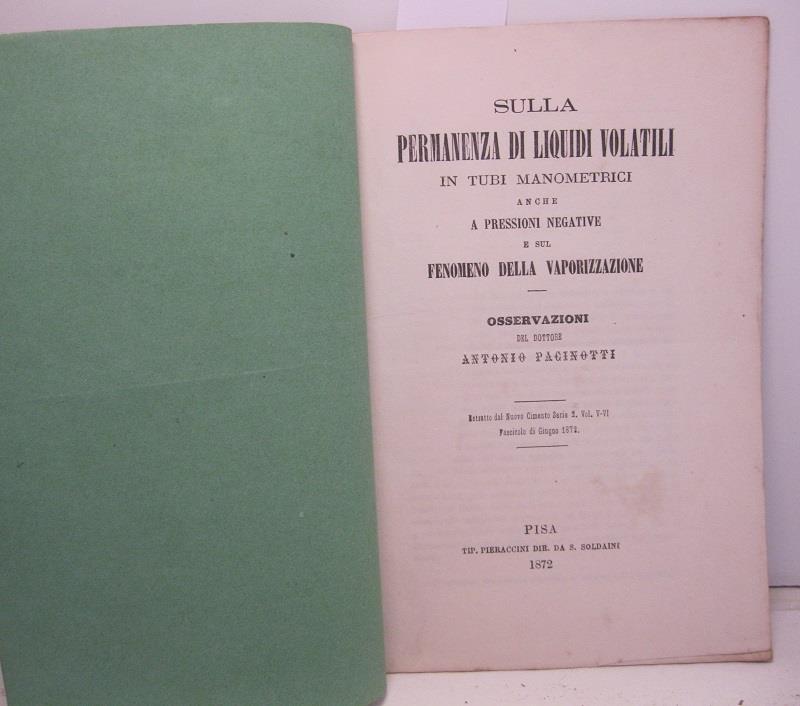 SULLA
PERMANENZA DI LIQUIDI VOLATILI
IN TUBI MANOMETRICI
ANCHE
A PRESSIONI NEGATIVE
E SUL
FENOMENO DELLA VAPORIZZAZIONE
OSSERVAZIONI
DEL DOTTORE
ANTONIO PACINOTTI
Estratto dal Nuovo Cimento Serie 2. Vol. V-VI
Fascicolo di Giugno 1872.
PISA
TIP. PIERACCINI DIR. DA S. SOLDAINI
1872